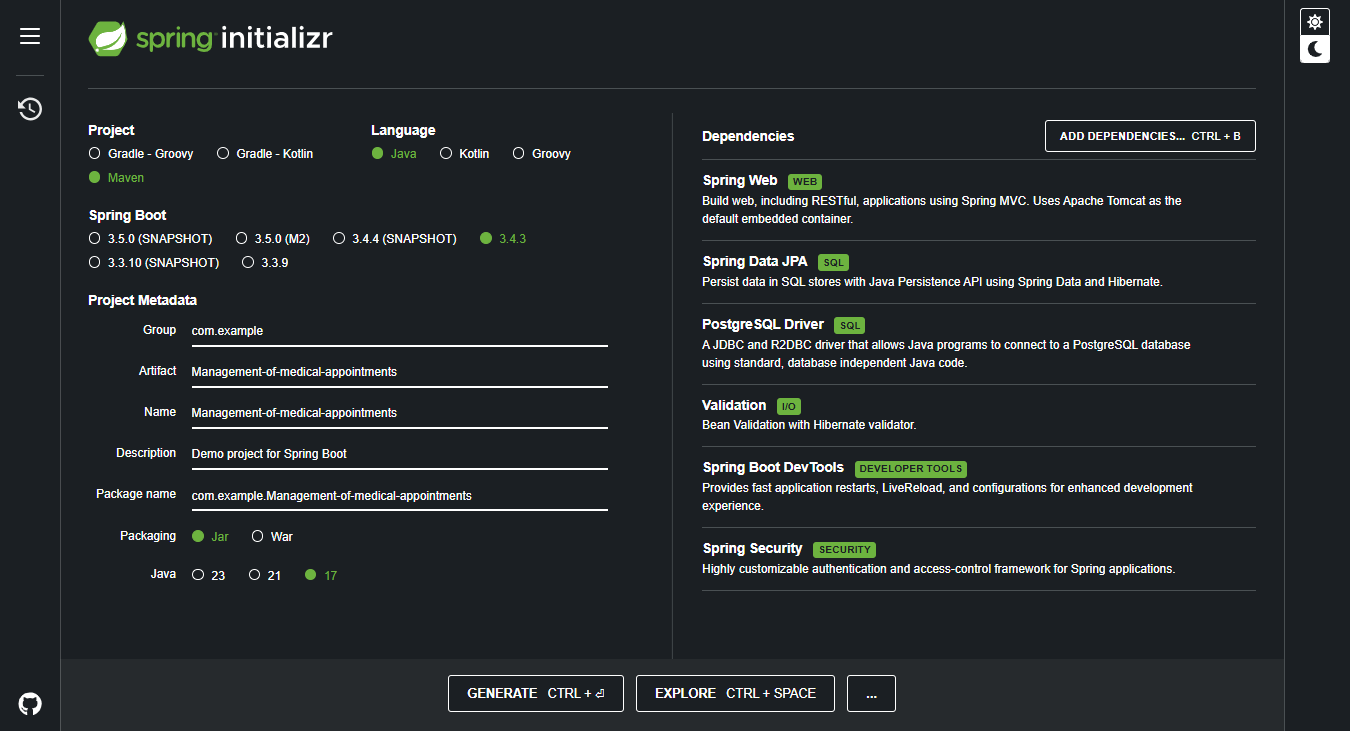 spring initializr
Project
Gradle - Groovy Gradle - Kotlin
Maven
Language
Java Kotlin Groovy
Spring Boot
3.5.0 (SNAPSHOT) 3.5.0 (M2) 3.4.4 (SNAPSHOT) 3.4.3
3.3.10 (SNAPSHOT) 3.3.9
Project Metadata
Group com.example
Artifact Management-of-medical-appointments
Name Management-of-medical-appointments
Description Demo project for Spring Boot
Package name com.example.Management-of-medical-appointments
Packaging Jar War
Java 23 21 17
Dependencies ADD DEPENDENCIES... CTRL + B
Spring Web WEB
Build web, including RESTful, applications using Spring MVC. Uses Apache Tomcat as the
default embedded container.
Spring Data JPA SQL
Persist data in SQL stores with Java Persistence API using Spring Data and Hibernate.
PostgreSQL Driver SQL
A JDBC and R2DBC driver that allows Java programs to connect to a PostgreSQL database
using standard, database independent Java code.
Validation I/O
Bean Validation with Hibernate validator.
Spring Boot DevTools DEVELOPER TOOLS
Provides fast application restarts, LiveReload, and configurations for enhanced development
experience.
Spring Security SECURITY
Highly customizable authentication and access-control framework for Spring applications.
GENERATE CTRL + ⏎ EXPLORE CTRL + SPACE ...